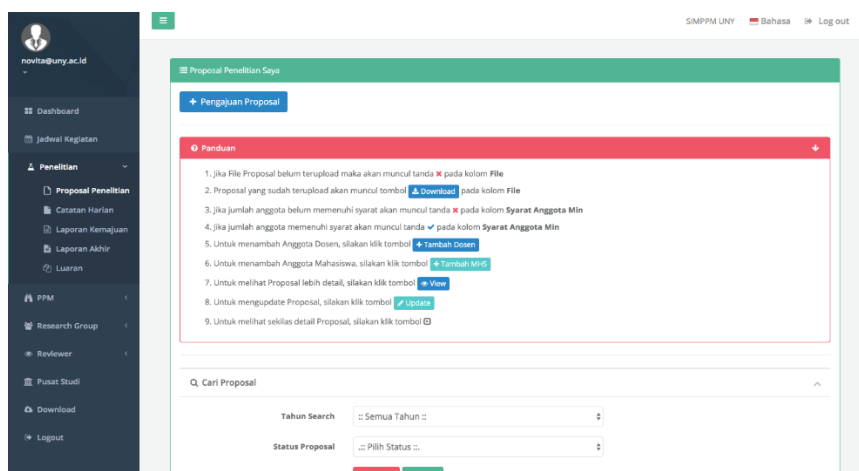 SIMPPM UNY Bahasa Log out
novita@uny.ac.id
Dashboard
Jadwal Kegiatan
Penelitian
Proposal Penelitian
Catatan Harian
Laporan Kemajuan
Laporan Akhir
Luaran
PPM
Research Group
Reviewer
Pusat Studi
Download
Logout
Proposal Penelitian Saya
+ Pengajuan Proposal
Panduan
1. Jika File Proposal belum terupload maka akan muncul tanda ✖ pada kolom File
2. Proposal yang sudah terupload akan muncul tombol Download pada kolom File
3. Jika jumlah anggota belum memenuhi syarat akan muncul tanda ✖ pada kolom Syarat Anggota Min
4. Jika jumlah anggota memenuhi syarat akan muncul tanda ✔ pada kolom Syarat Anggota Min
5. Untuk menambah Anggota Dosen, silakan klik tombol + Tambah Dosen
6. Untuk menambah Anggota Mahasiswa, silakan klik tombol + Tambah MHS
7. Untuk melihat Proposal lebih detail, silakan klik tombol View
8. Untuk mengupdate Proposal, silakan klik tombol Update
9. Untuk melihat sekilas detail Proposal, silakan klik tombol
Cari Proposal
Tahun Search :: Semua Tahun ::
Status Proposal .:: Pilih Status ::.